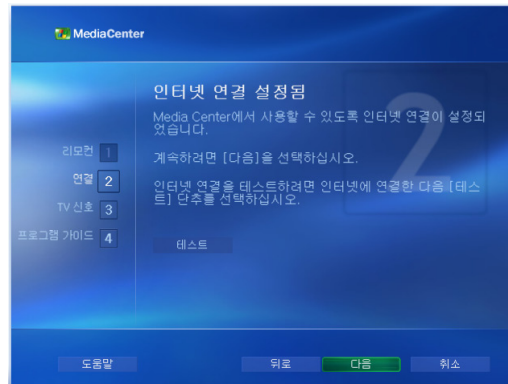 MediaCenter
인터넷 연결 설정됨
Media Center에서 사용할 수 있도록 인터넷 연결이 설정되
었습니다.
계속하려면 [다음]을 선택하십시오.
인터넷 연결을 테스트하려면 인터넷에 연결한 다음 [테스
트] 단추를 선택하십시오.
테스트
리모컨 1
연결 2
TV 신호 3
프로그램 가이드 4
2
도움말
뒤로
다음
취소